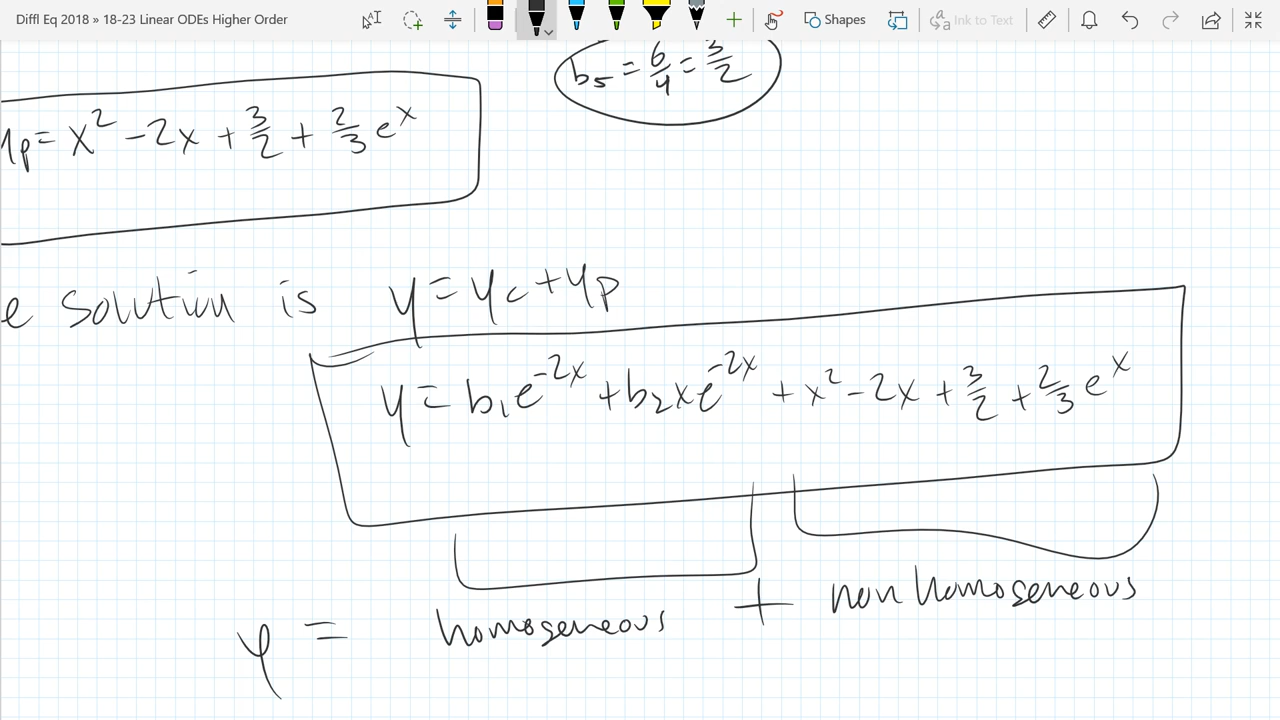 Diffl Eq 2018 » 18-23 Linear ODEs Higher Order
Shapes
Ink to Text
b₅ = 6/4 = 3/2
yp = x² - 2x + 3/2 + 2/3 eˣ
e solution is y = yc + yp
y = b₁e⁻²ˣ + b₂xe⁻²ˣ + x² - 2x + 3/2 + 2/3 eˣ
y = homogeneous + nonhomogeneous